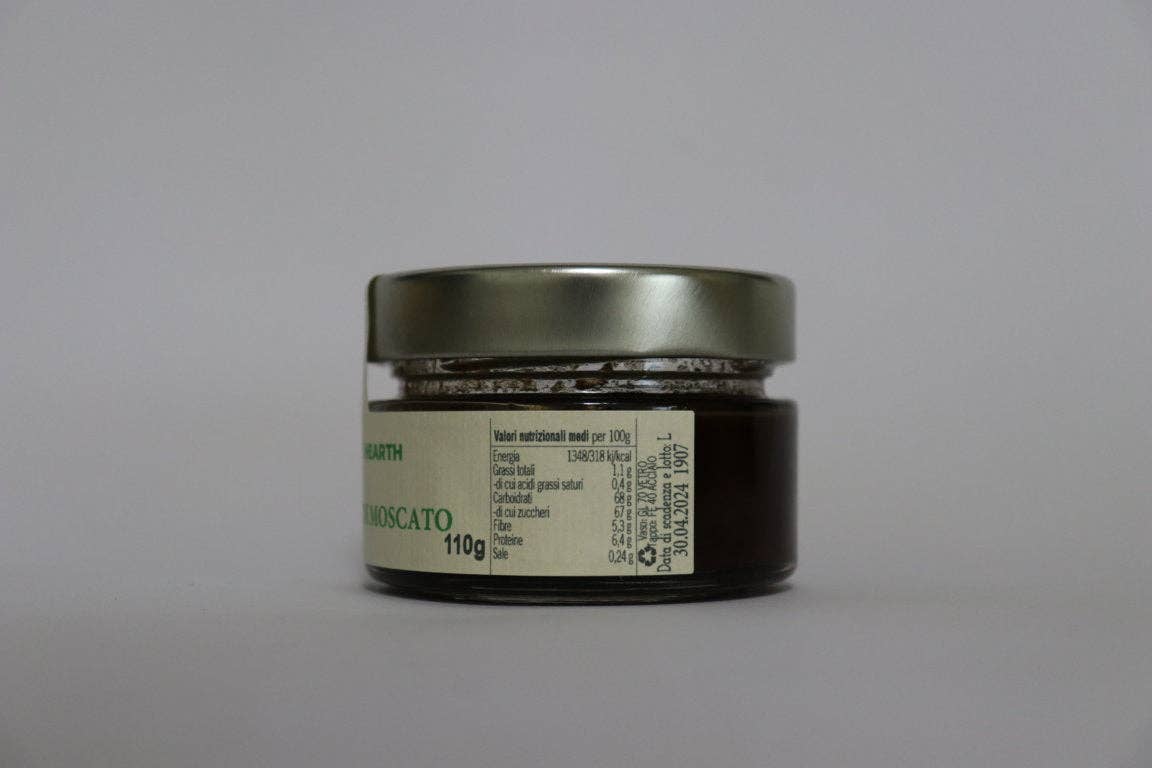 HEARTH
MOSCATO
110g
Valori nutrizionali medi per 100g
Energia 1348/318 kj/kcal
Grassi totali 1,1 g
-di cui acidi grassi saturi 0,4 g
Carboidrati 68 g
-di cui zuccheri 67 g
Fibre 5,3 g
Proteine 6,4 g
Sale 0,24 g
Vaso: GL 70 VETRO
Tappo: FE 40 ACCIAIO
Data di scadenza e lotto: L
30.04.2024 1907